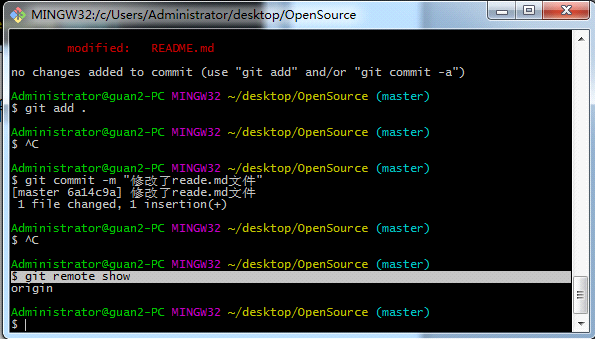 MINGW32:/c/Users/Administrator/desktop/OpenSource
modified: README.md
no changes added to commit (use "git add" and/or "git commit -a")
Administrator@guan2-PC MINGW32 ~/desktop/OpenSource (master)
$ git add .
Administrator@guan2-PC MINGW32 ~/desktop/OpenSource (master)
$ ^C
Administrator@guan2-PC MINGW32 ~/desktop/OpenSource (master)
$ git commit -m "修改了reade.md文件"
[master 6a14c9a] 修改了reade.md文件
1 file changed, 1 insertion(+)
Administrator@guan2-PC MINGW32 ~/desktop/OpenSource (master)
$ ^C
Administrator@guan2-PC MINGW32 ~/desktop/OpenSource (master)
$ git remote show
origin
Administrator@guan2-PC MINGW32 ~/desktop/OpenSource (master)
$